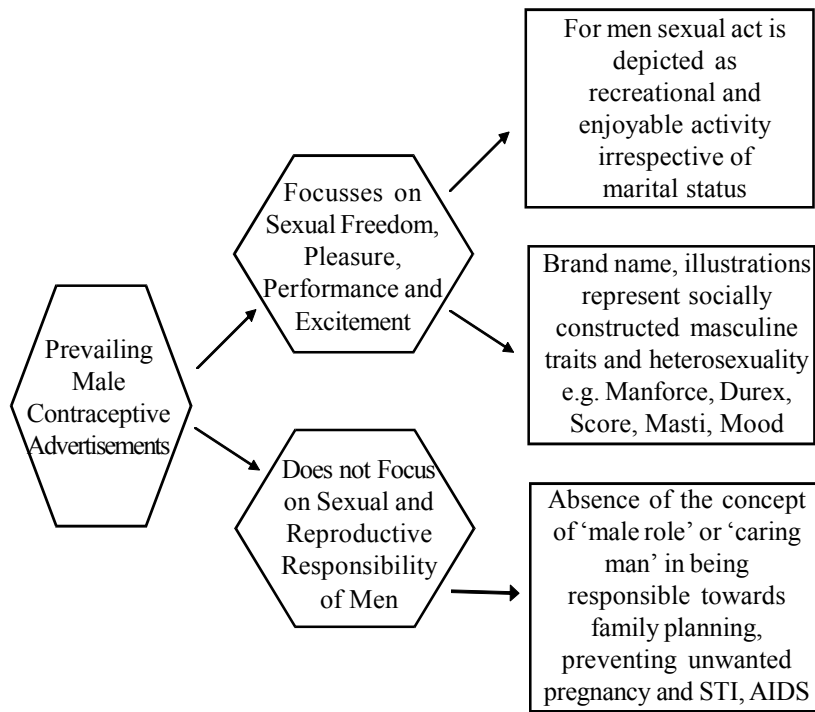 Prevailing
Male
Contraceptive
Advertisements
Focusses on
Sexual Freedom,
Pleasure,
Performance and
Excitement
For men sexual act is
depicted as
recreational and
enjoyable activity
irrespective of
marital status
Brand name, illustrations
represent socially
constructed masculine
traits and heterosexuality
e.g. Manforce, Durex,
Score, Masti, Mood
Does not Focus
on Sexual and
Reproductive
Responsibility
of Men
Absence of the concept
of ‘male role’ or ‘caring
man’ in being
responsible towards
family planning,
preventing unwanted
pregnancy and STI, AIDS